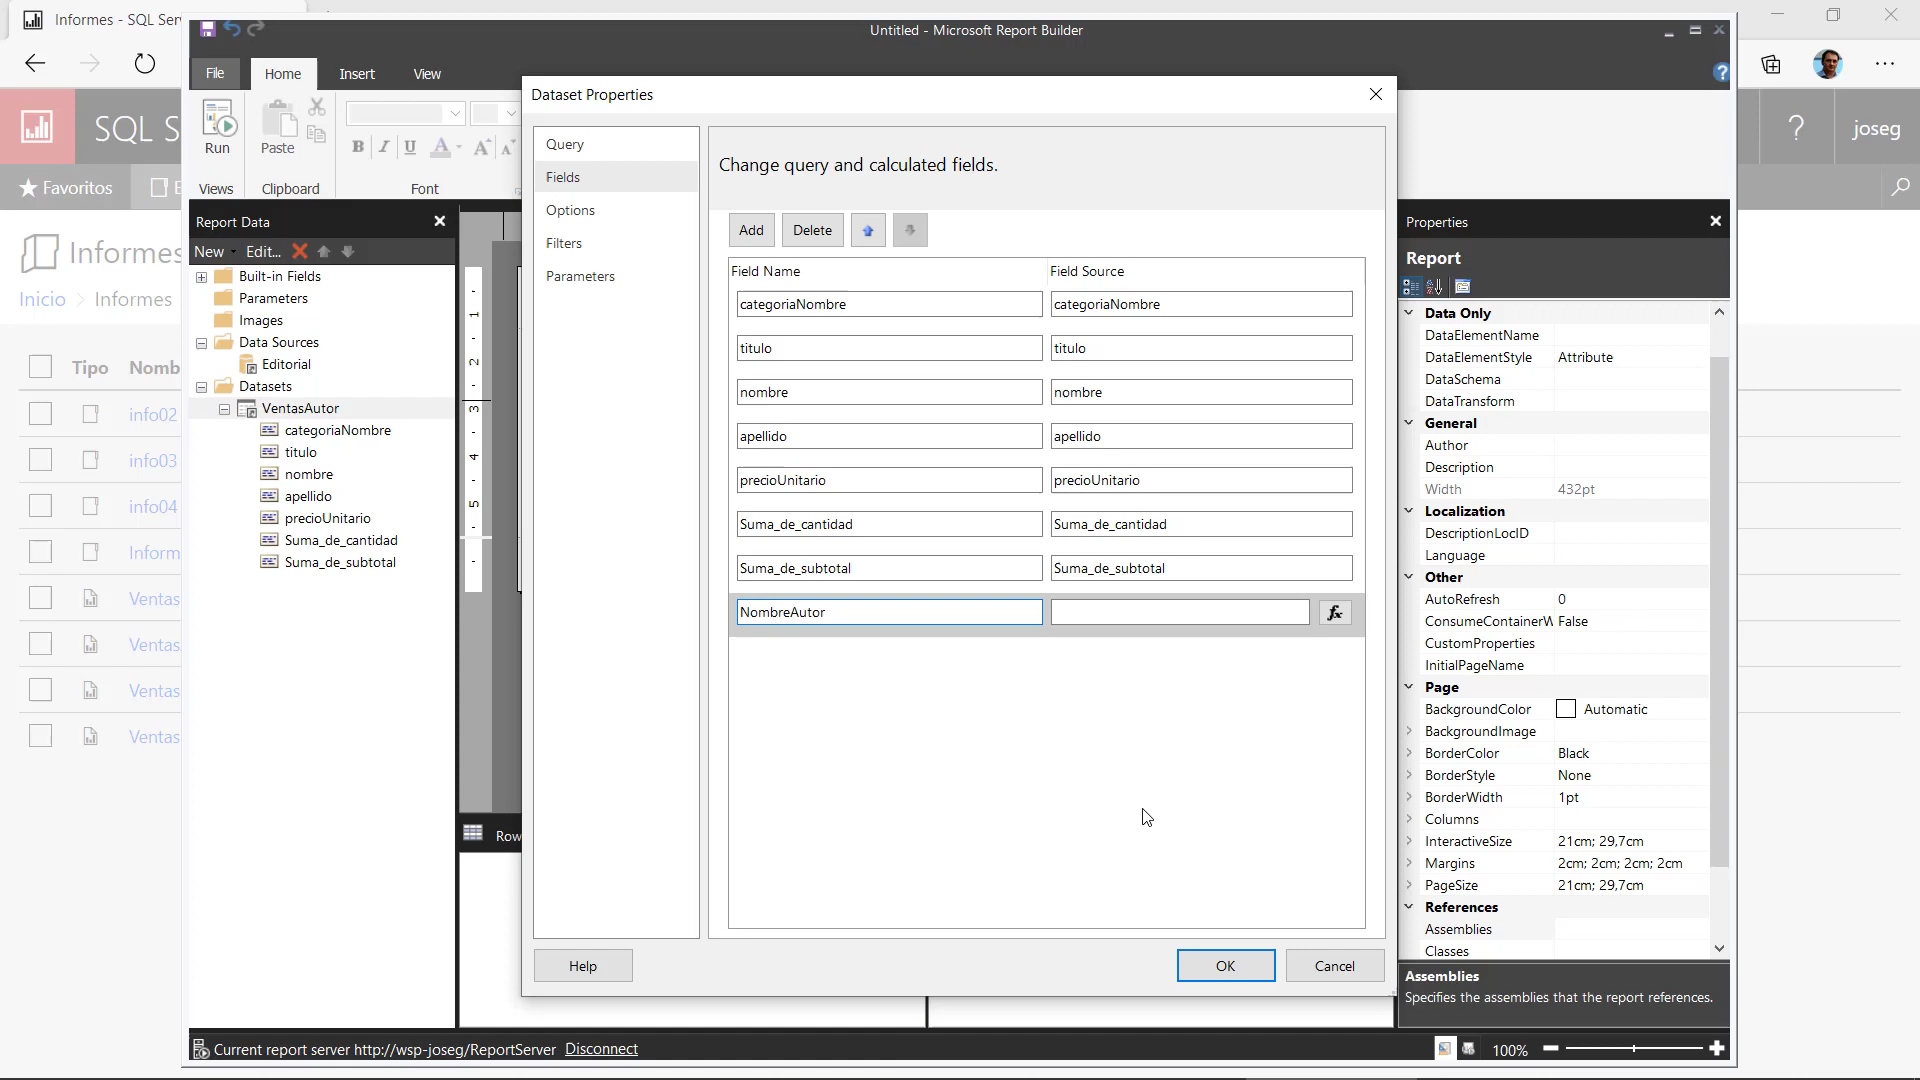 Informes - SQL Ser
Untitled - Microsoft Report Builder
File
Home
Insert
View
SQL S
Run
Paste
B I U A A A
?
joseg
Views
Clipboard
Font
Favoritos
E
Informes
Inicio > Informes
Tipo
Nomb
info02
info03
info04
Inform
Ventas
Ventas
Ventas
Ventas
Report Data
New
Edit...
Built-in Fields
Parameters
Images
Data Sources
Editorial
Datasets
VentasAutor
categoriaNombre
titulo
nombre
apellido
precioUnitario
Suma_de_cantidad
Suma_de_subtotal
1
2
3
4
5
Row
Dataset Properties
Query
Fields
Options
Filters
Parameters
Change query and calculated fields.
Add
Delete
Field Name
Field Source
categoriaNombre
categoriaNombre
titulo
titulo
nombre
nombre
apellido
apellido
precioUnitario
precioUnitario
Suma_de_cantidad
Suma_de_cantidad
Suma_de_subtotal
Suma_de_subtotal
NombreAutor
fx
Help
OK
Cancel
Properties
Report
Data Only
DataElementName
DataElementStyle Attribute
DataSchema
DataTransform
General
Author
Description
Width 432pt
Localization
DescriptionLocID
Language
Other
AutoRefresh 0
ConsumeContainerW False
CustomProperties
InitialPageName
Page
BackgroundColor Automatic
BackgroundImage
BorderColor Black
BorderStyle None
BorderWidth 1pt
Columns
InteractiveSize 21cm; 29,7cm
Margins 2cm; 2cm; 2cm; 2cm
PageSize 21cm; 29,7cm
References
Assemblies
Classes
Assemblies
Specifies the assemblies that the report references.
Current report server http://wsp-joseg/ReportServer Disconnect
100%